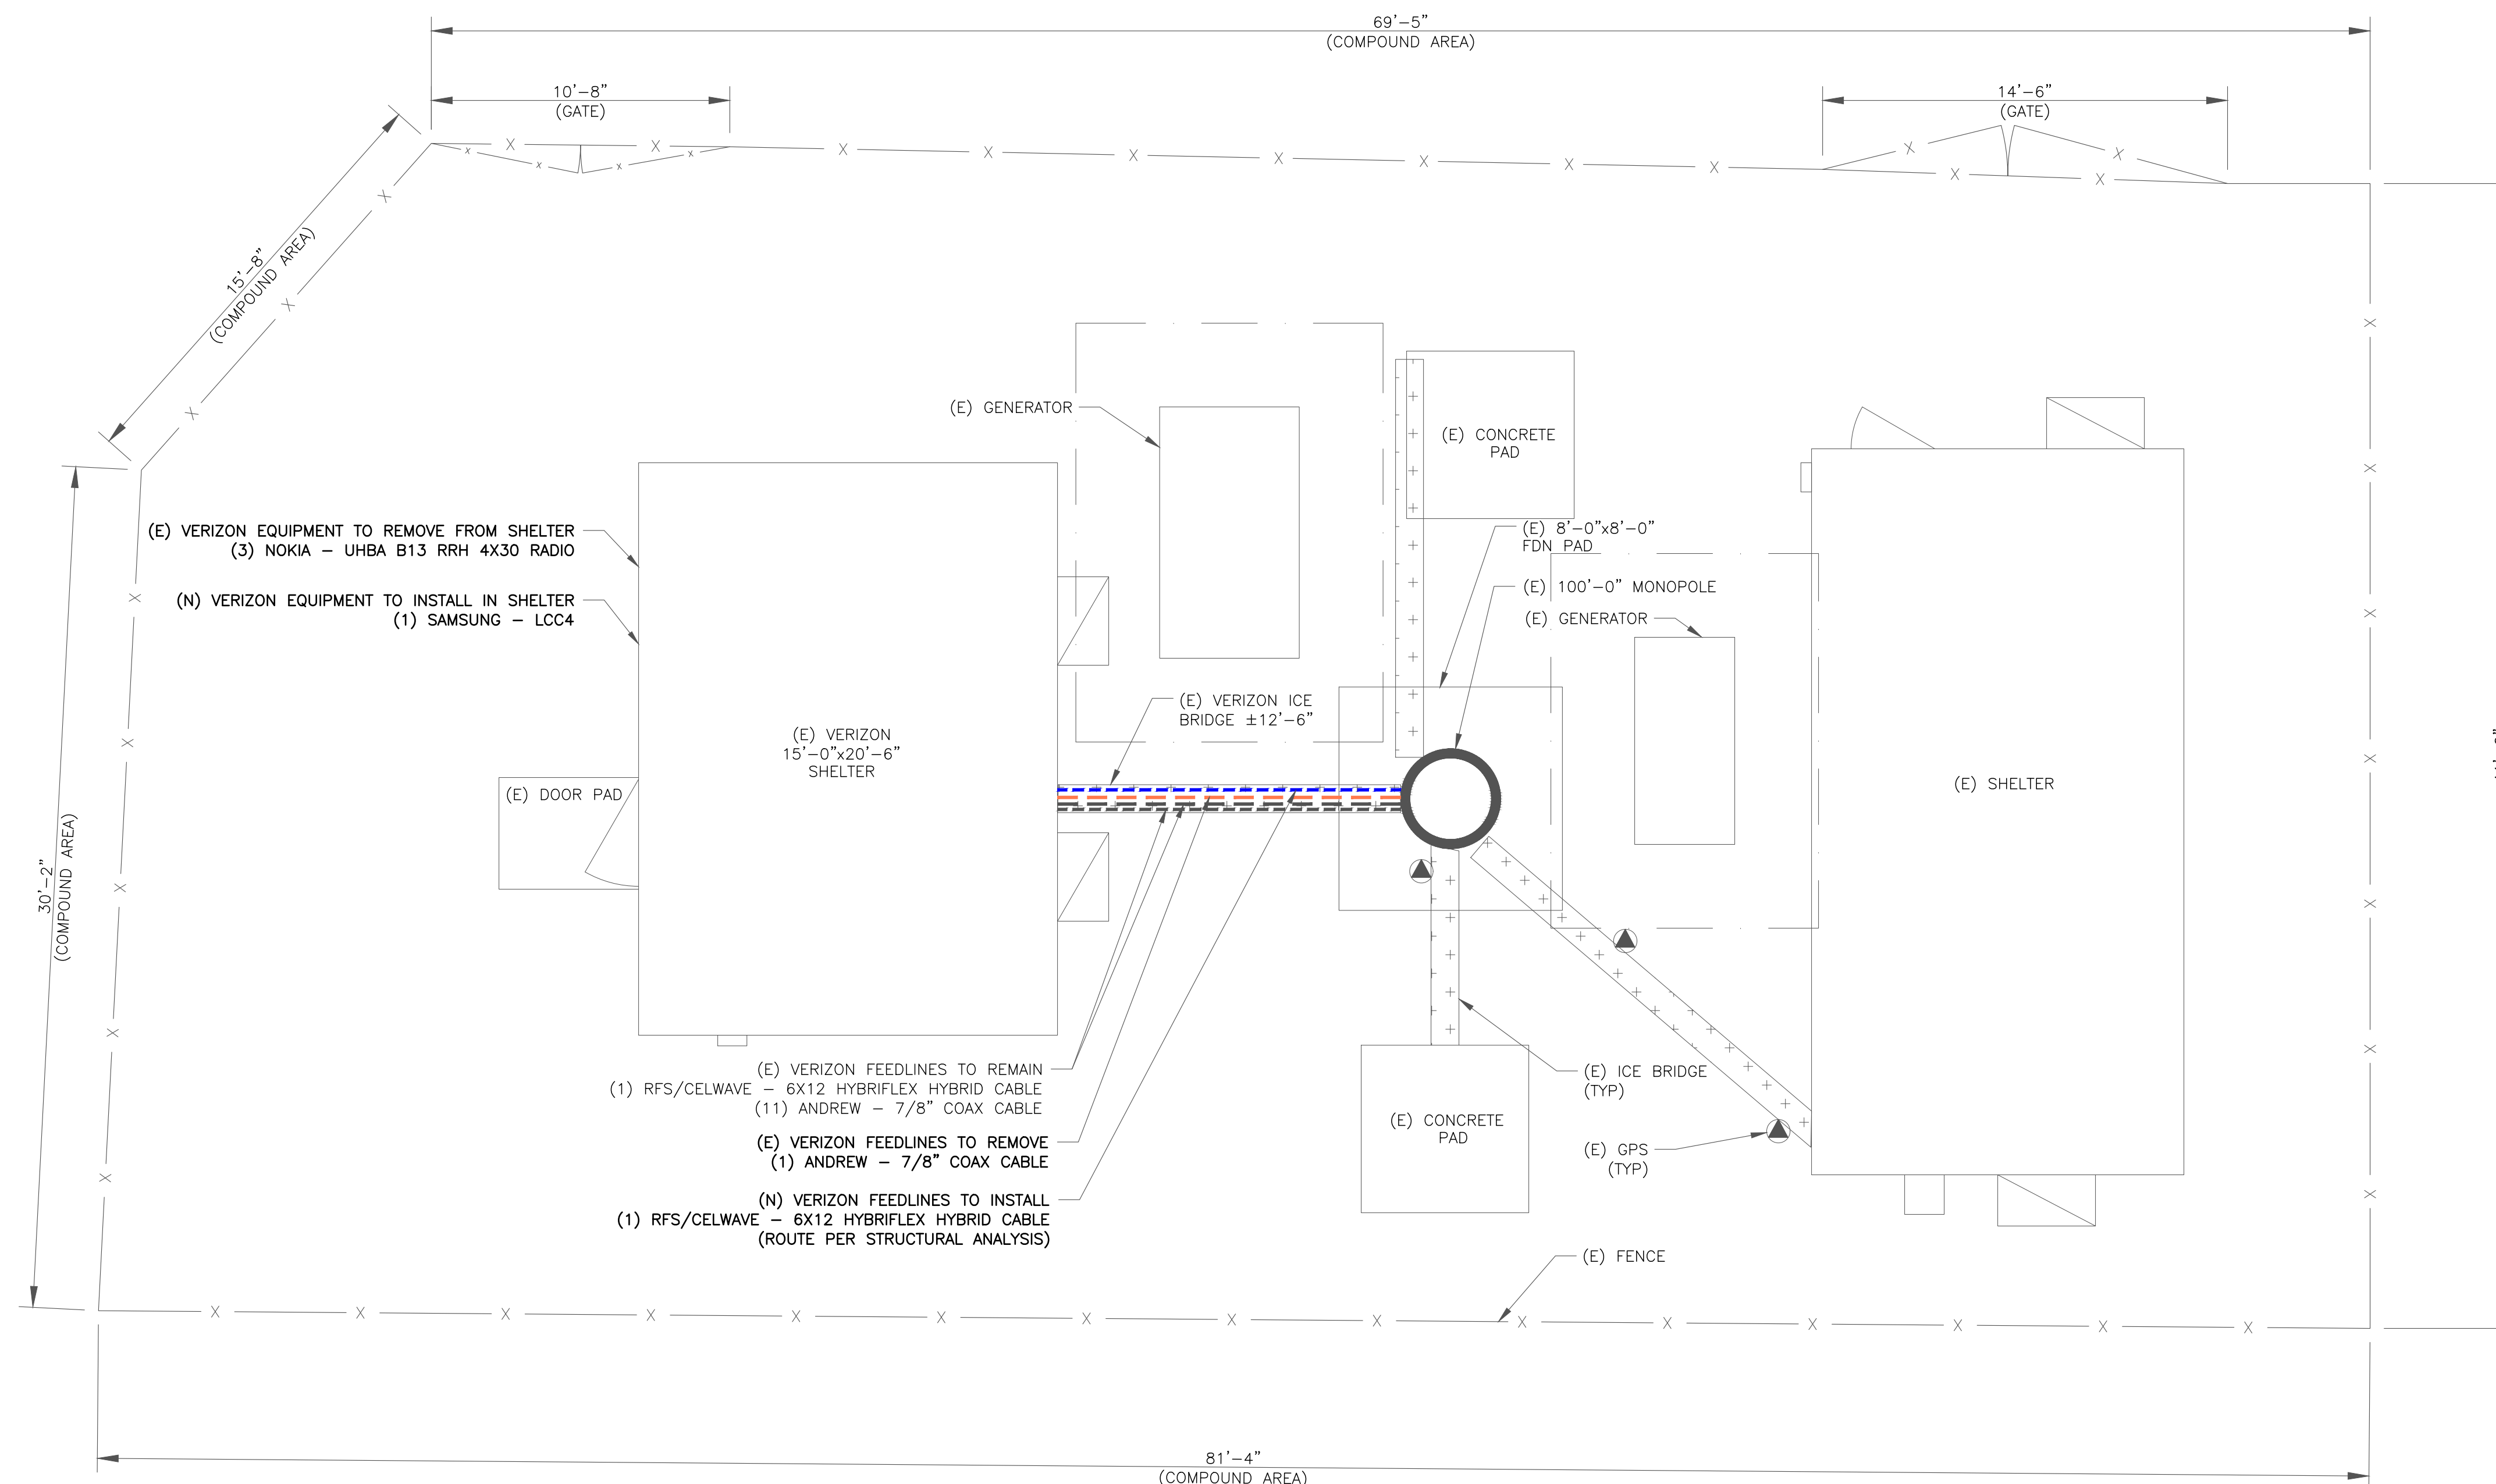 69'-5"
(COMPOUND AREA)
10'-8"
(GATE)
14'-6"
(GATE)
15'-8"
(COMPOUND AREA)
(E) GENERATOR
(E) CONCRETE
PAD
(E) VERIZON EQUIPMENT TO REMOVE FROM SHELTER
(3) NOKIA - UHBA B13 RRH 4X30 RADIO
(E) 8'-0"x8'-0"
FDN PAD
(N) VERIZON EQUIPMENT TO INSTALL IN SHELTER
(1) SAMSUNG - LCC4
(E) 100'-0" MONOPOLE
(E) GENERATOR
(E) VERIZON ICE
BRIDGE ±12'-6"
(E) VERIZON
15'-0"x20'-6"
SHELTER
(E) DOOR PAD
(E) SHELTER
30'-2"
(COMPOUND AREA)
(E) VERIZON FEEDLINES TO REMAIN
(1) RFS/CELWAVE - 6X12 HYBRIFLEX HYBRID CABLE
(11) ANDREW - 7/8" COAX CABLE
(E) ICE BRIDGE
(TYP)
(E) CONCRETE
PAD
(E) VERIZON FEEDLINES TO REMOVE
(1) ANDREW - 7/8" COAX CABLE
(E) GPS
(TYP)
(N) VERIZON FEEDLINES TO INSTALL
(1) RFS/CELWAVE - 6X12 HYBRIFLEX HYBRID CABLE
(ROUTE PER STRUCTURAL ANALYSIS)
(E) FENCE
81'-4"
(COMPOUND AREA)